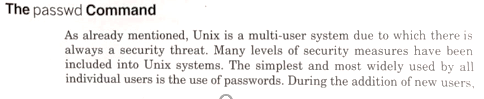 The passwd Command
As already mentioned, Unix is a multi-user system due to which there is
always a security threat. Many levels of security measures have been
included into Unix systems. The simplest and most widely used by all
individual users is the use of passwords. During the addition of new users,